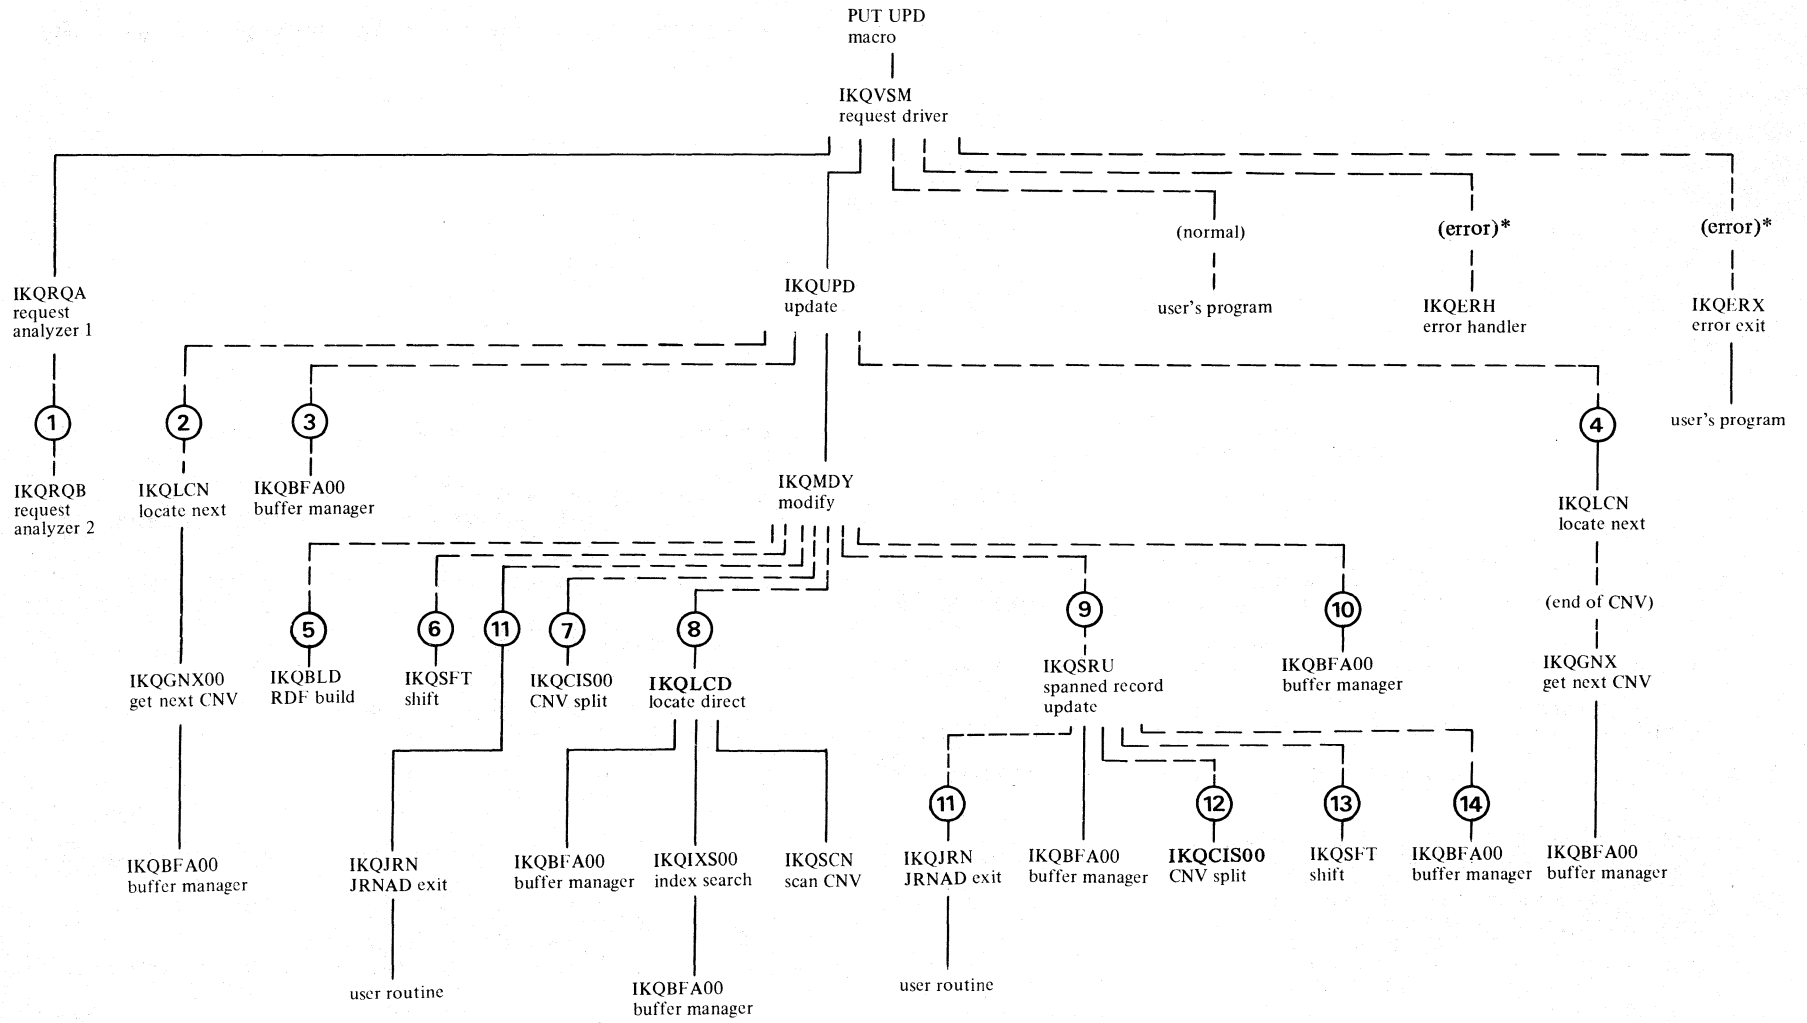 PUT UPD
macro
IKQVSM
request driver
(normal)
(error)*
(error)*
IKQRQA
request
analyzer 1
IKQUPD
update
user's program
IKQERH
error handler
IKQERX
error exit
1
2
3
4
user's program
IKQRQB
request
analyzer 2
IKQLCN
locate next
IKQBFA00
buffer manager
IKQMDY
modify
IKQLCN
locate next
(end of CNV)
5
6
11
7
8
9
10
IKQGNX00
get next CNV
IKQBLD
RDF build
IKQSFT
shift
IKQCIS00
CNV split
IKQLCD
locate direct
IKQSRU
spanned record
update
IKQBFA00
buffer manager
IKQGNX
get next CNV
11
12
13
14
IKQBFA00
buffer manager
IKQJRN
JRNAD exit
IKQBFA00
buffer manager
IKQIXS00
index search
IKQSCN
scan CNV
IKQJRN
JRNAD exit
IKQBFA00
buffer manager
IKQCIS00
CNV split
IKQSFT
shift
IKQBFA00
buffer manager
IKQBFA00
buffer manager
user routine
IKQBFA00
buffer manager
user routine